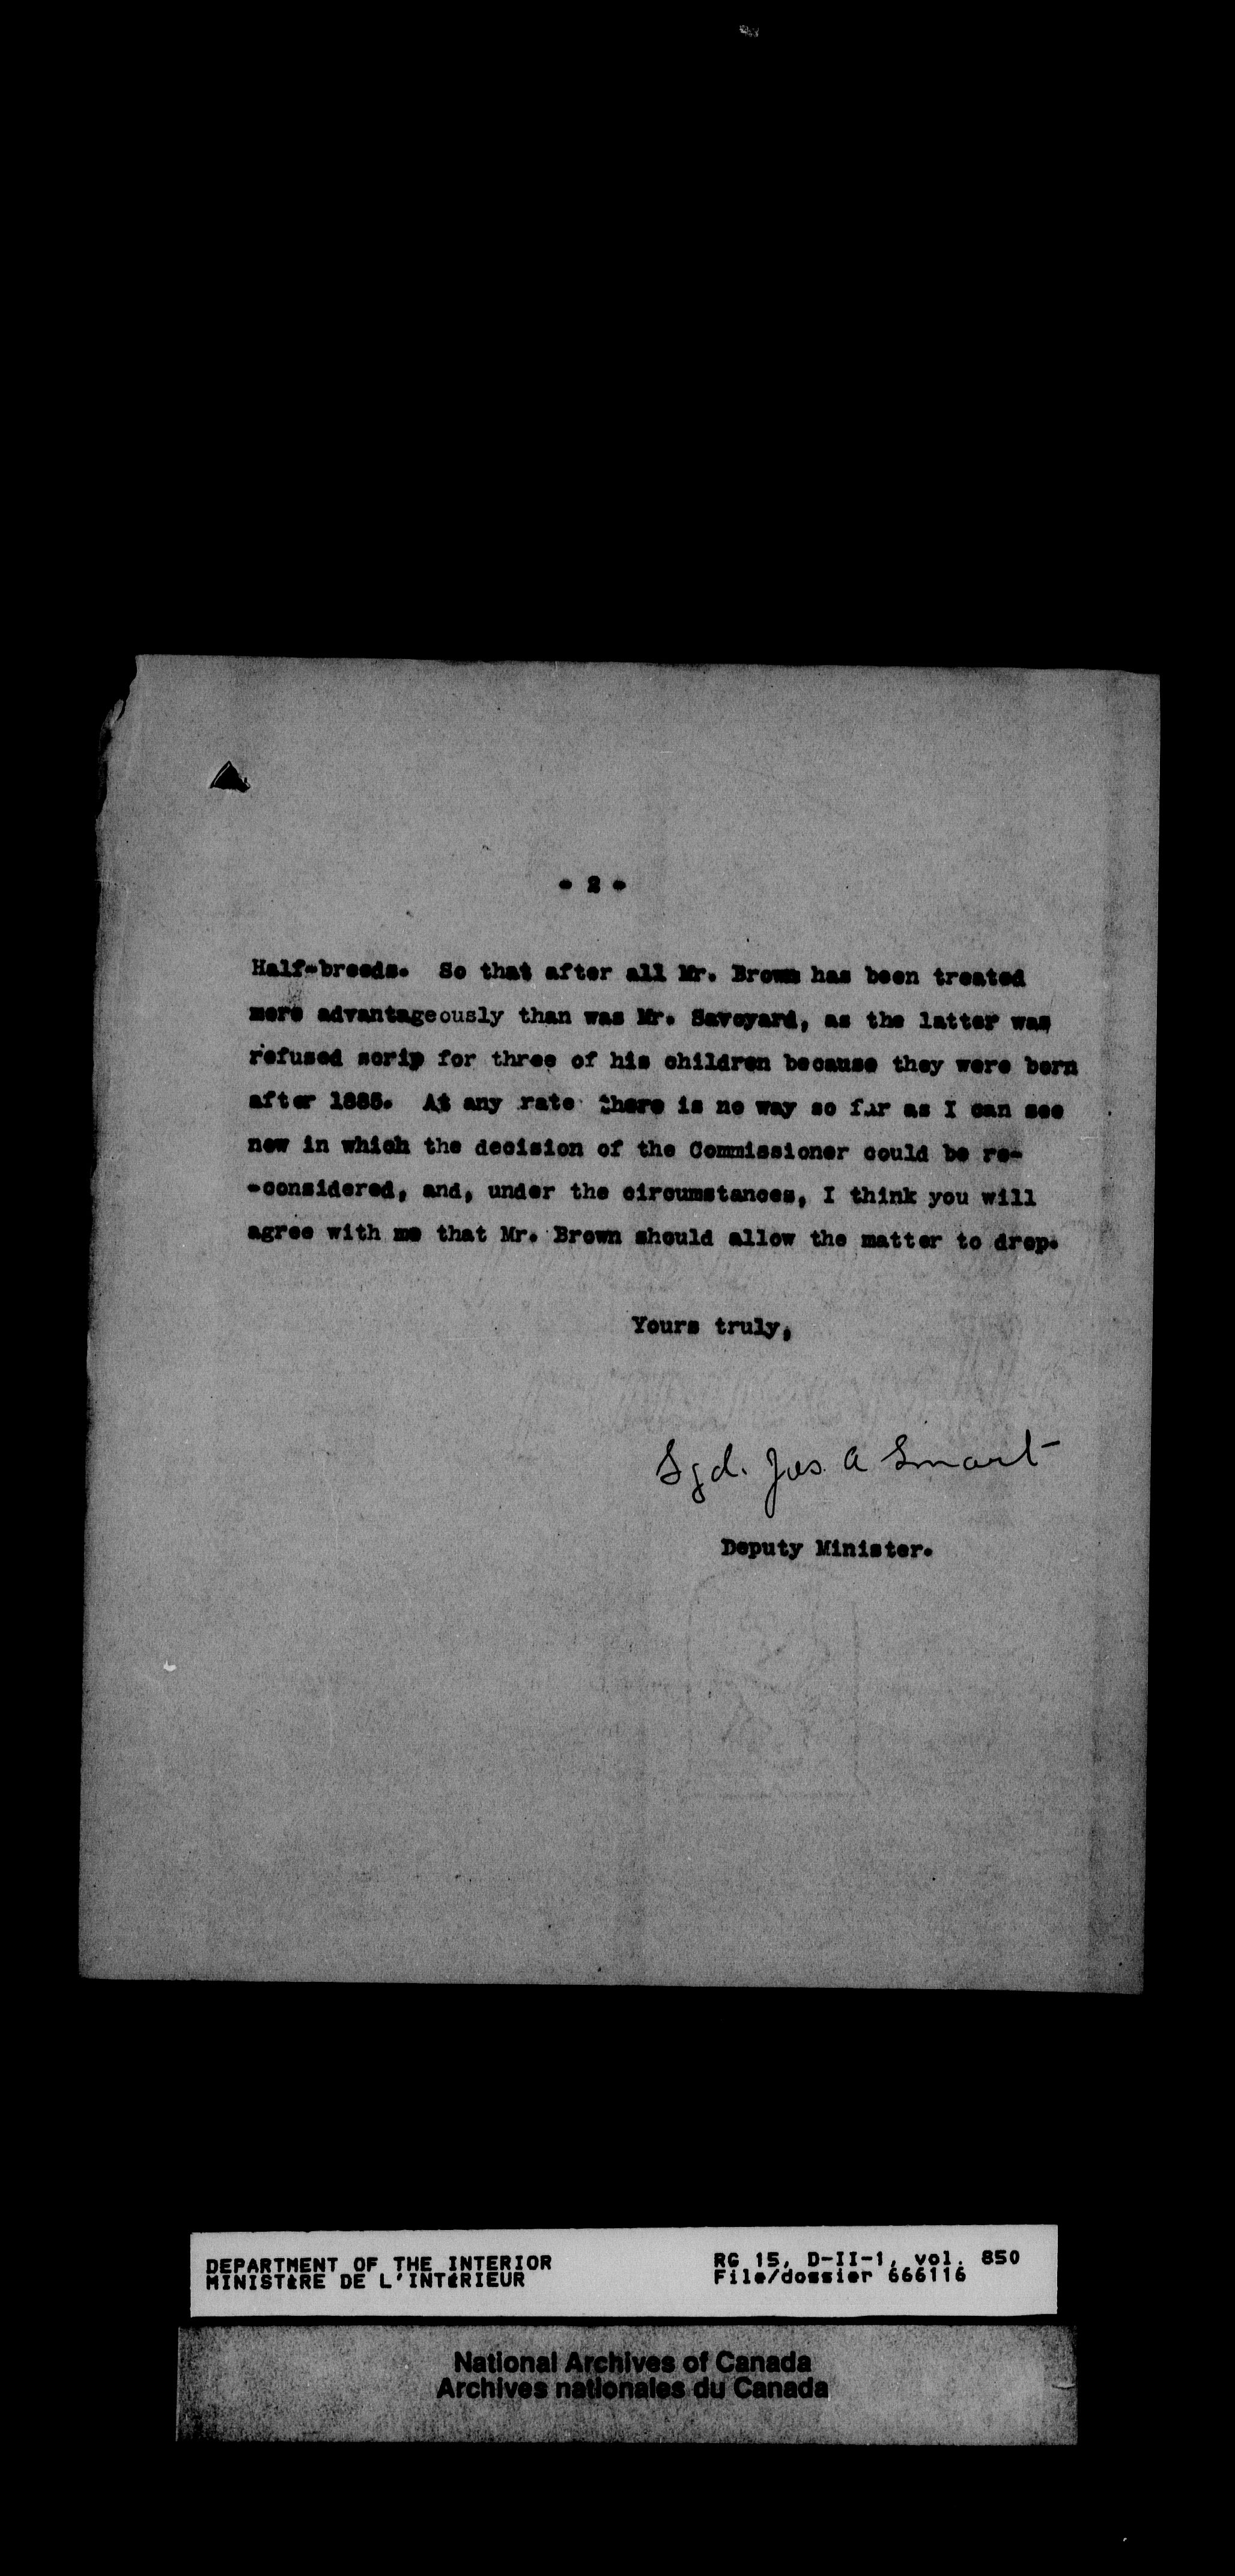 - 2 -
Half-breeds. So that after all Mr. Brown has been treated
more advantageously than was Mr. Savoyard, as the latter was
refused scrip for three of his children because they were born
after 1885. At any rate there is no way so far as I can see
now in which the decision of the Commissioner could be re-
-considered, and, under the circumstances, I think you will
agree with me that Mr. Brown should allow the matter to drop.
Yours truly,
Sgd. Jas. A Smart
Deputy Minister.
DEPARTMENT OF THE INTERIOR RG 15, D-II-1, vol. 850
MINISTÈRE DE L'INTÉRIEUR File/dossier 666116
National Archives of Canada
Archives nationales du Canada